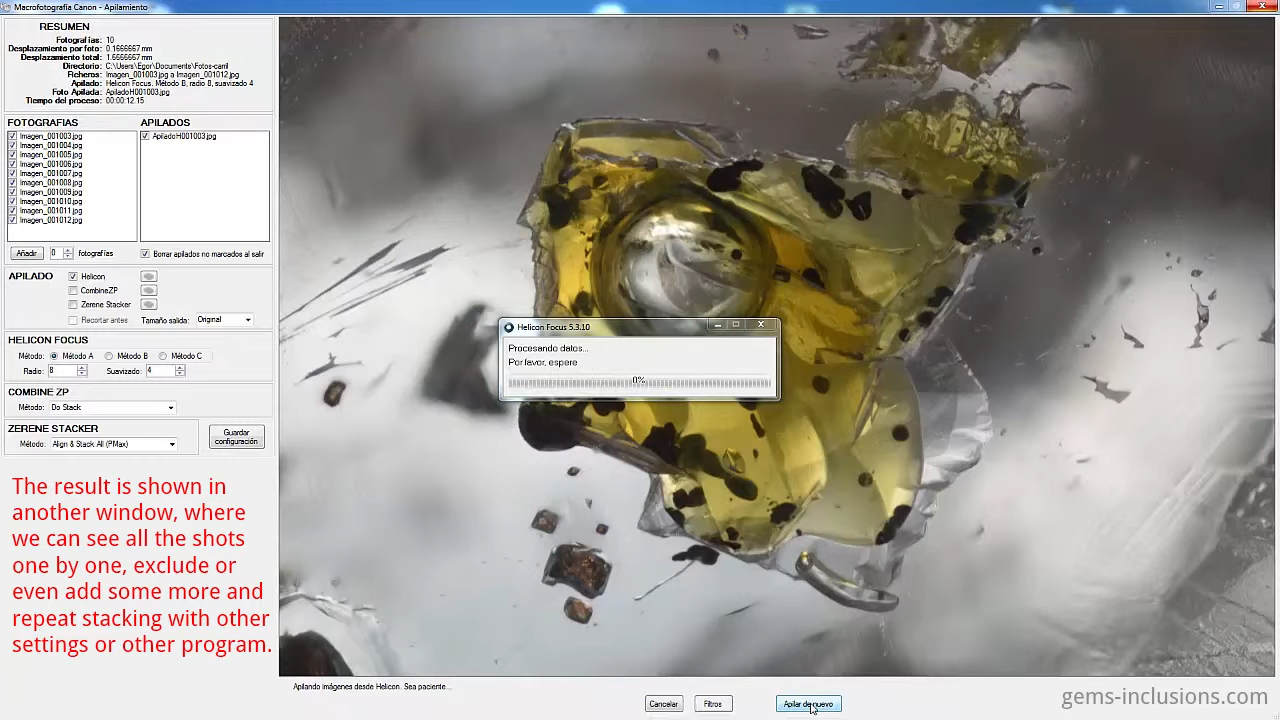 Macrofotografía Canon - Apilamiento
RESUMEN
Fotografías: 10
Desplazamiento por foto: 0.1666667 mm
Desplazamiento total: 1.6666667 mm
Directorio: C:\Users\Egor\Documents\Fotos-carril
Ficheros: Imagen_001003.jpg a Imagen_001012.jpg
Apilado: Helicon Focus, Método B, radio 8, suavizado 4
Foto Apilada: ApiladoH001003.jpg
Tiempo del proceso: 00:00:12.15
FOTOGRAFIAS APILADOS
Imagen_001003.jpg ApiladoH001003.jpg
Imagen_001004.jpg
Imagen_001005.jpg
Imagen_001006.jpg
Imagen_001007.jpg
Imagen_001008.jpg
Imagen_001009.jpg
Imagen_001010.jpg
Imagen_001011.jpg
Imagen_001012.jpg
Añadir 0 fotografías Borrar apilados no marcados al salir
APILADO Helicon
CombineZP
Zerene Stacker
Recortar antes Tamaño salida: Original
HELICON FOCUS
Método: Método A Método B Método C
Radio: 8 Suavizado: 4
COMBINE ZP
Método: Do Stack
ZERENE STACKER
Método: Align & Stack All (PMax)
Guardar
configuración
The result is shown in
another window, where
we can see all the shots
one by one, exclude or
even add some more and
repeat stacking with other
settings or other program.
Helicon Focus 5.3.10
Procesando datos...
Por favor, espere
0%
Apilando imágenes desde Helicon. Sea paciente...
Cancelar Filtros Apilar de nuevo
gems-inclusions.com